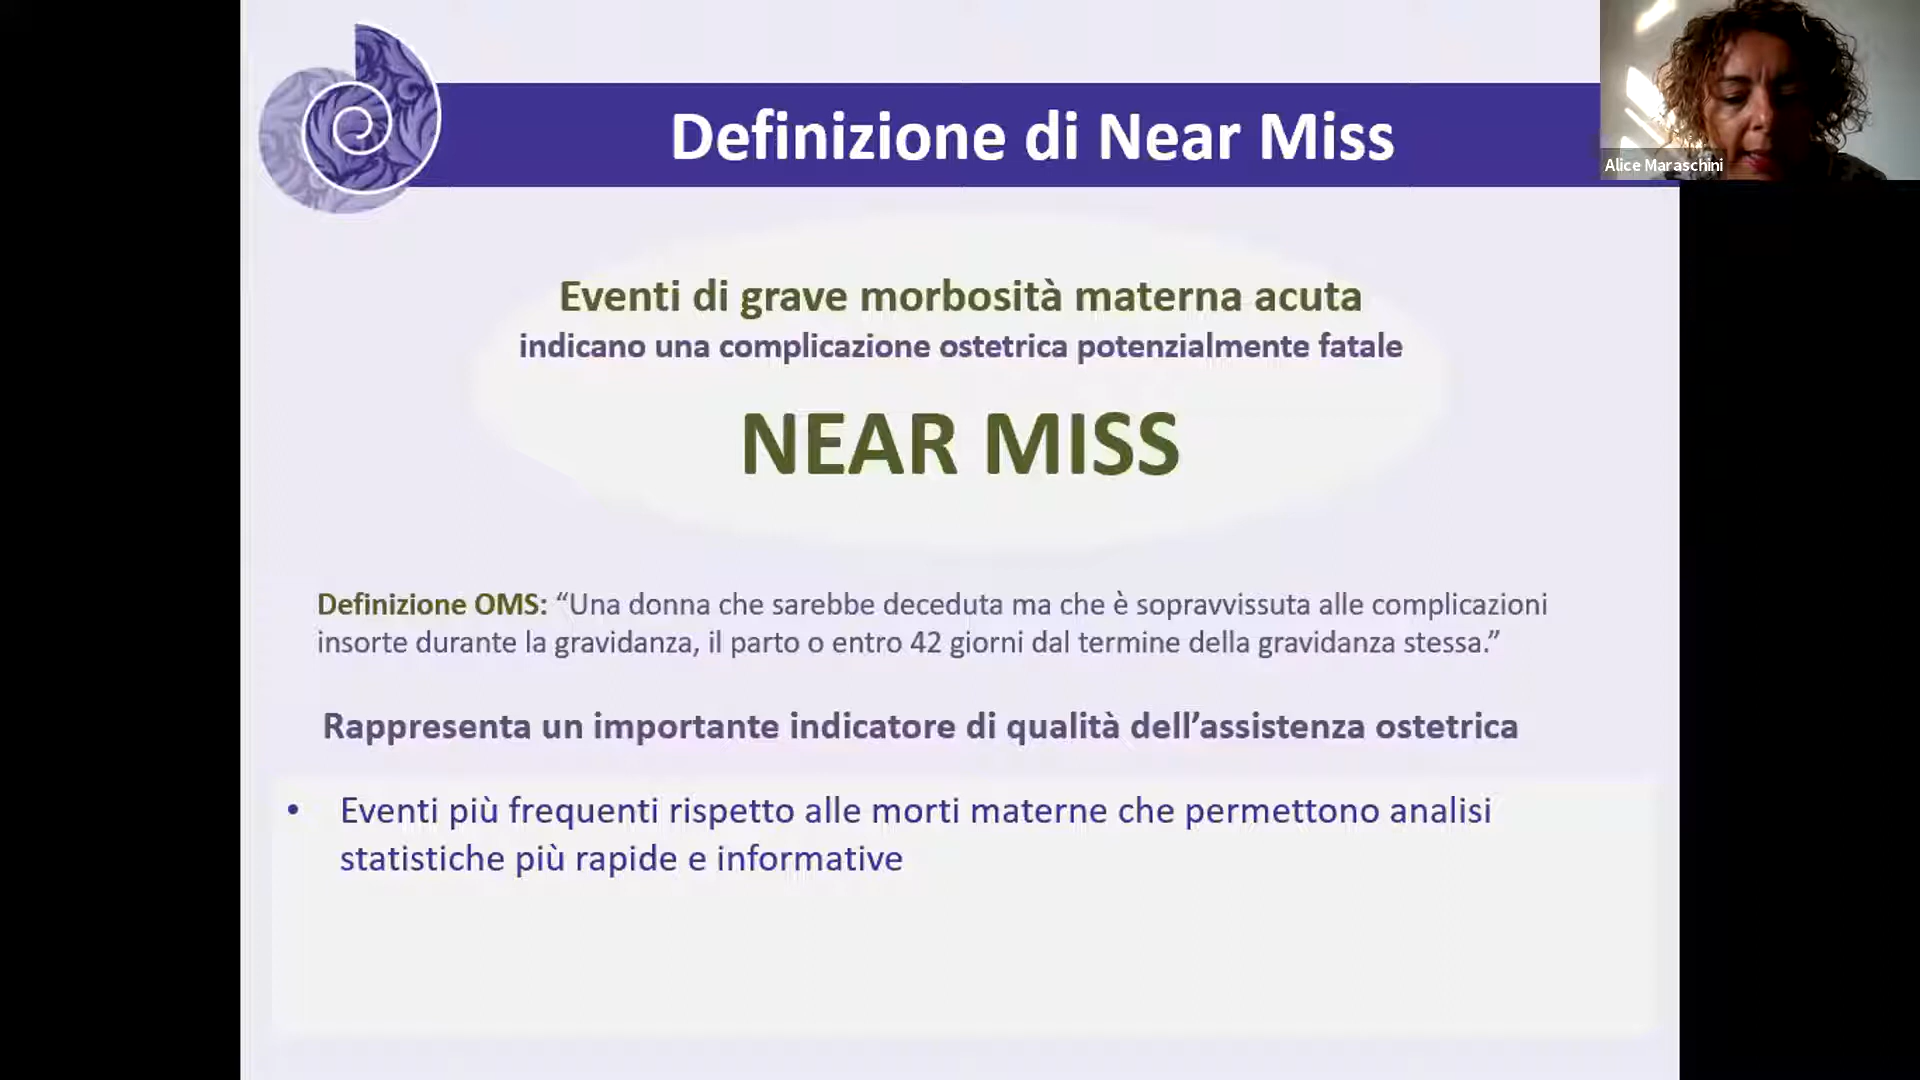 Definizione di Near Miss
Alice Maraschini
Eventi di grave morbosità materna acuta
indicano una complicazione ostetrica potenzialmente fatale
NEAR MISS
Definizione OMS: “Una donna che sarebbe deceduta ma che è sopravvissuta alle complicazioni
insorte durante la gravidanza, il parto o entro 42 giorni dal termine della gravidanza stessa.”
Rappresenta un importante indicatore di qualità dell’assistenza ostetrica
• Eventi più frequenti rispetto alle morti materne che permettono analisi
statistiche più rapide e informative